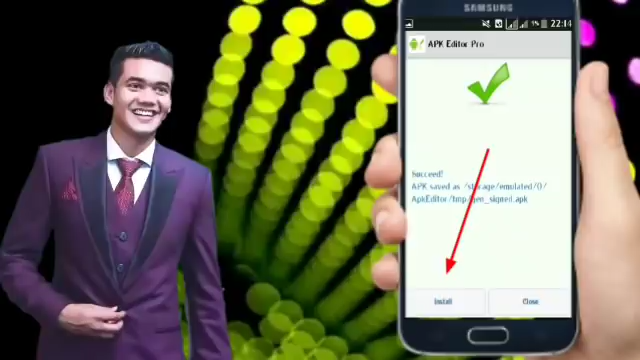 SAMSUNG
22:14
APK Editor Pro
Succeed!
APK saved as /storage/emulated/0/
ApkEditor/tmp/gen_signed.apk
Install
Close